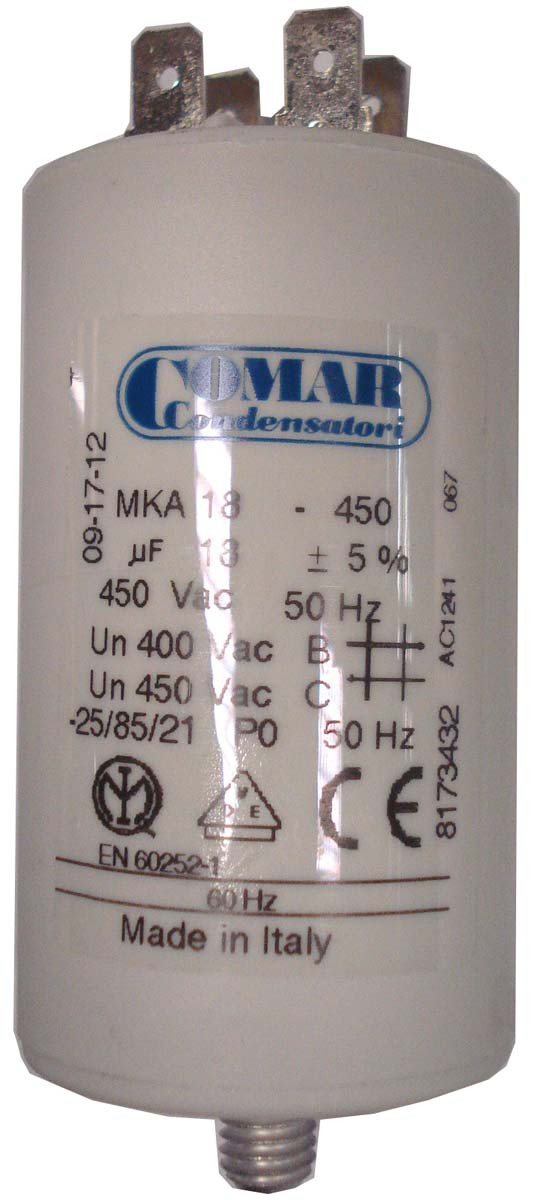 COMAR
Condensatori
MKA 18 - 450
µF 18 ± 5 %
450 Vac 50 Hz
Un 400 Vac B
Un 450 Vac C
-25/85/21 P0 50 Hz
D V E
CE
EN 60252-1
60 Hz
Made in Italy
09-17-12
8173432 AC1241 067